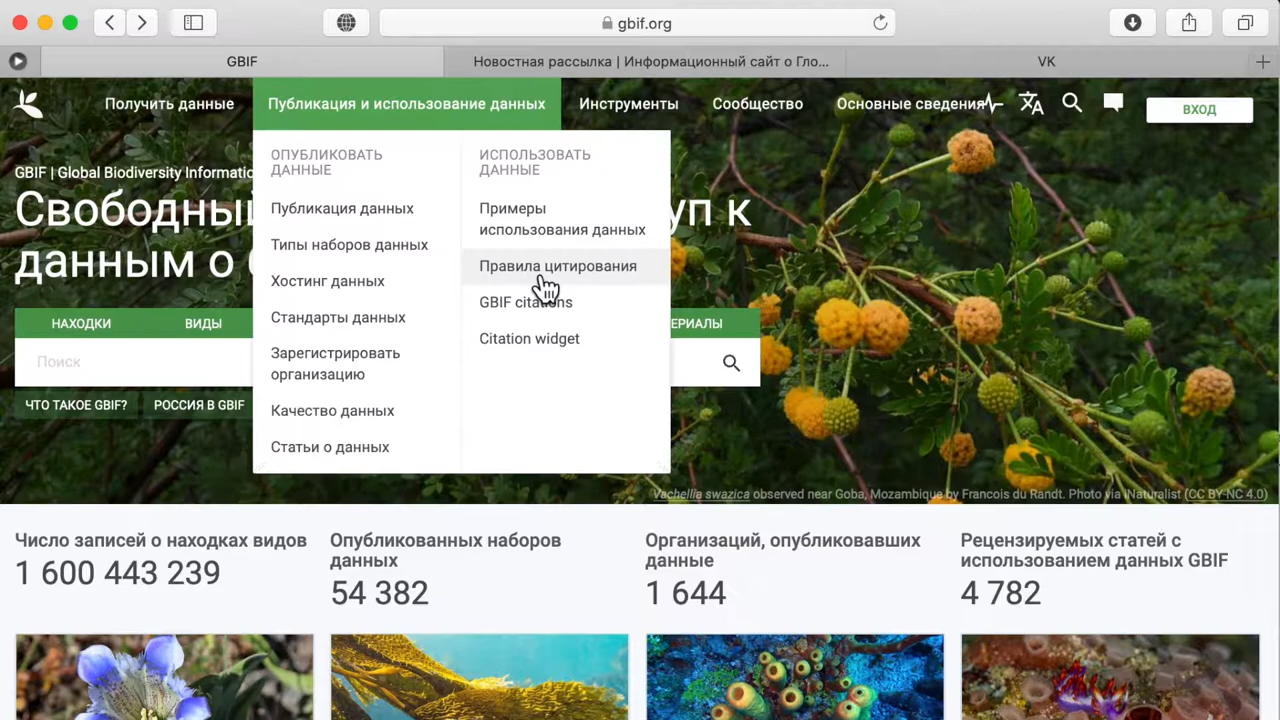 gbif.org
GBIF
Новостная рассылка | Информационный сайт о Гло...
VK
Получить данные
Публикация и использование данных
Инструменты
Сообщество
Основные сведения
ВХОД
ОПУБЛИКОВАТЬ
ДАННЫЕ
Публикация данных
Типы наборов данных
Хостинг данных
Стандарты данных
Зарегистрировать
организацию
Качество данных
Статьи о данных
ИСПОЛЬЗОВАТЬ
ДАННЫЕ
Примеры
использования данных
Правила цитирования
GBIF citations
Citation widget
GBIF | Global Biodiversity Informatio
Свободны уп к
данным о
НАХОДКИ
ВИДЫ
ЕРИАЛЫ
Поиск
ЧТО ТАКОЕ GBIF?
РОССИЯ В GBIF
Vachellia swazica observed near Goba, Mozambique by Francois du Randt. Photo via iNaturalist (CC BY-NC 4.0)
Число записей о находках видов
1 600 443 239
Опубликованных наборов
данных
54 382
Организаций, опубликовавших
данные
1 644
Рецензируемых статей с
использованием данных GBIF
4 782